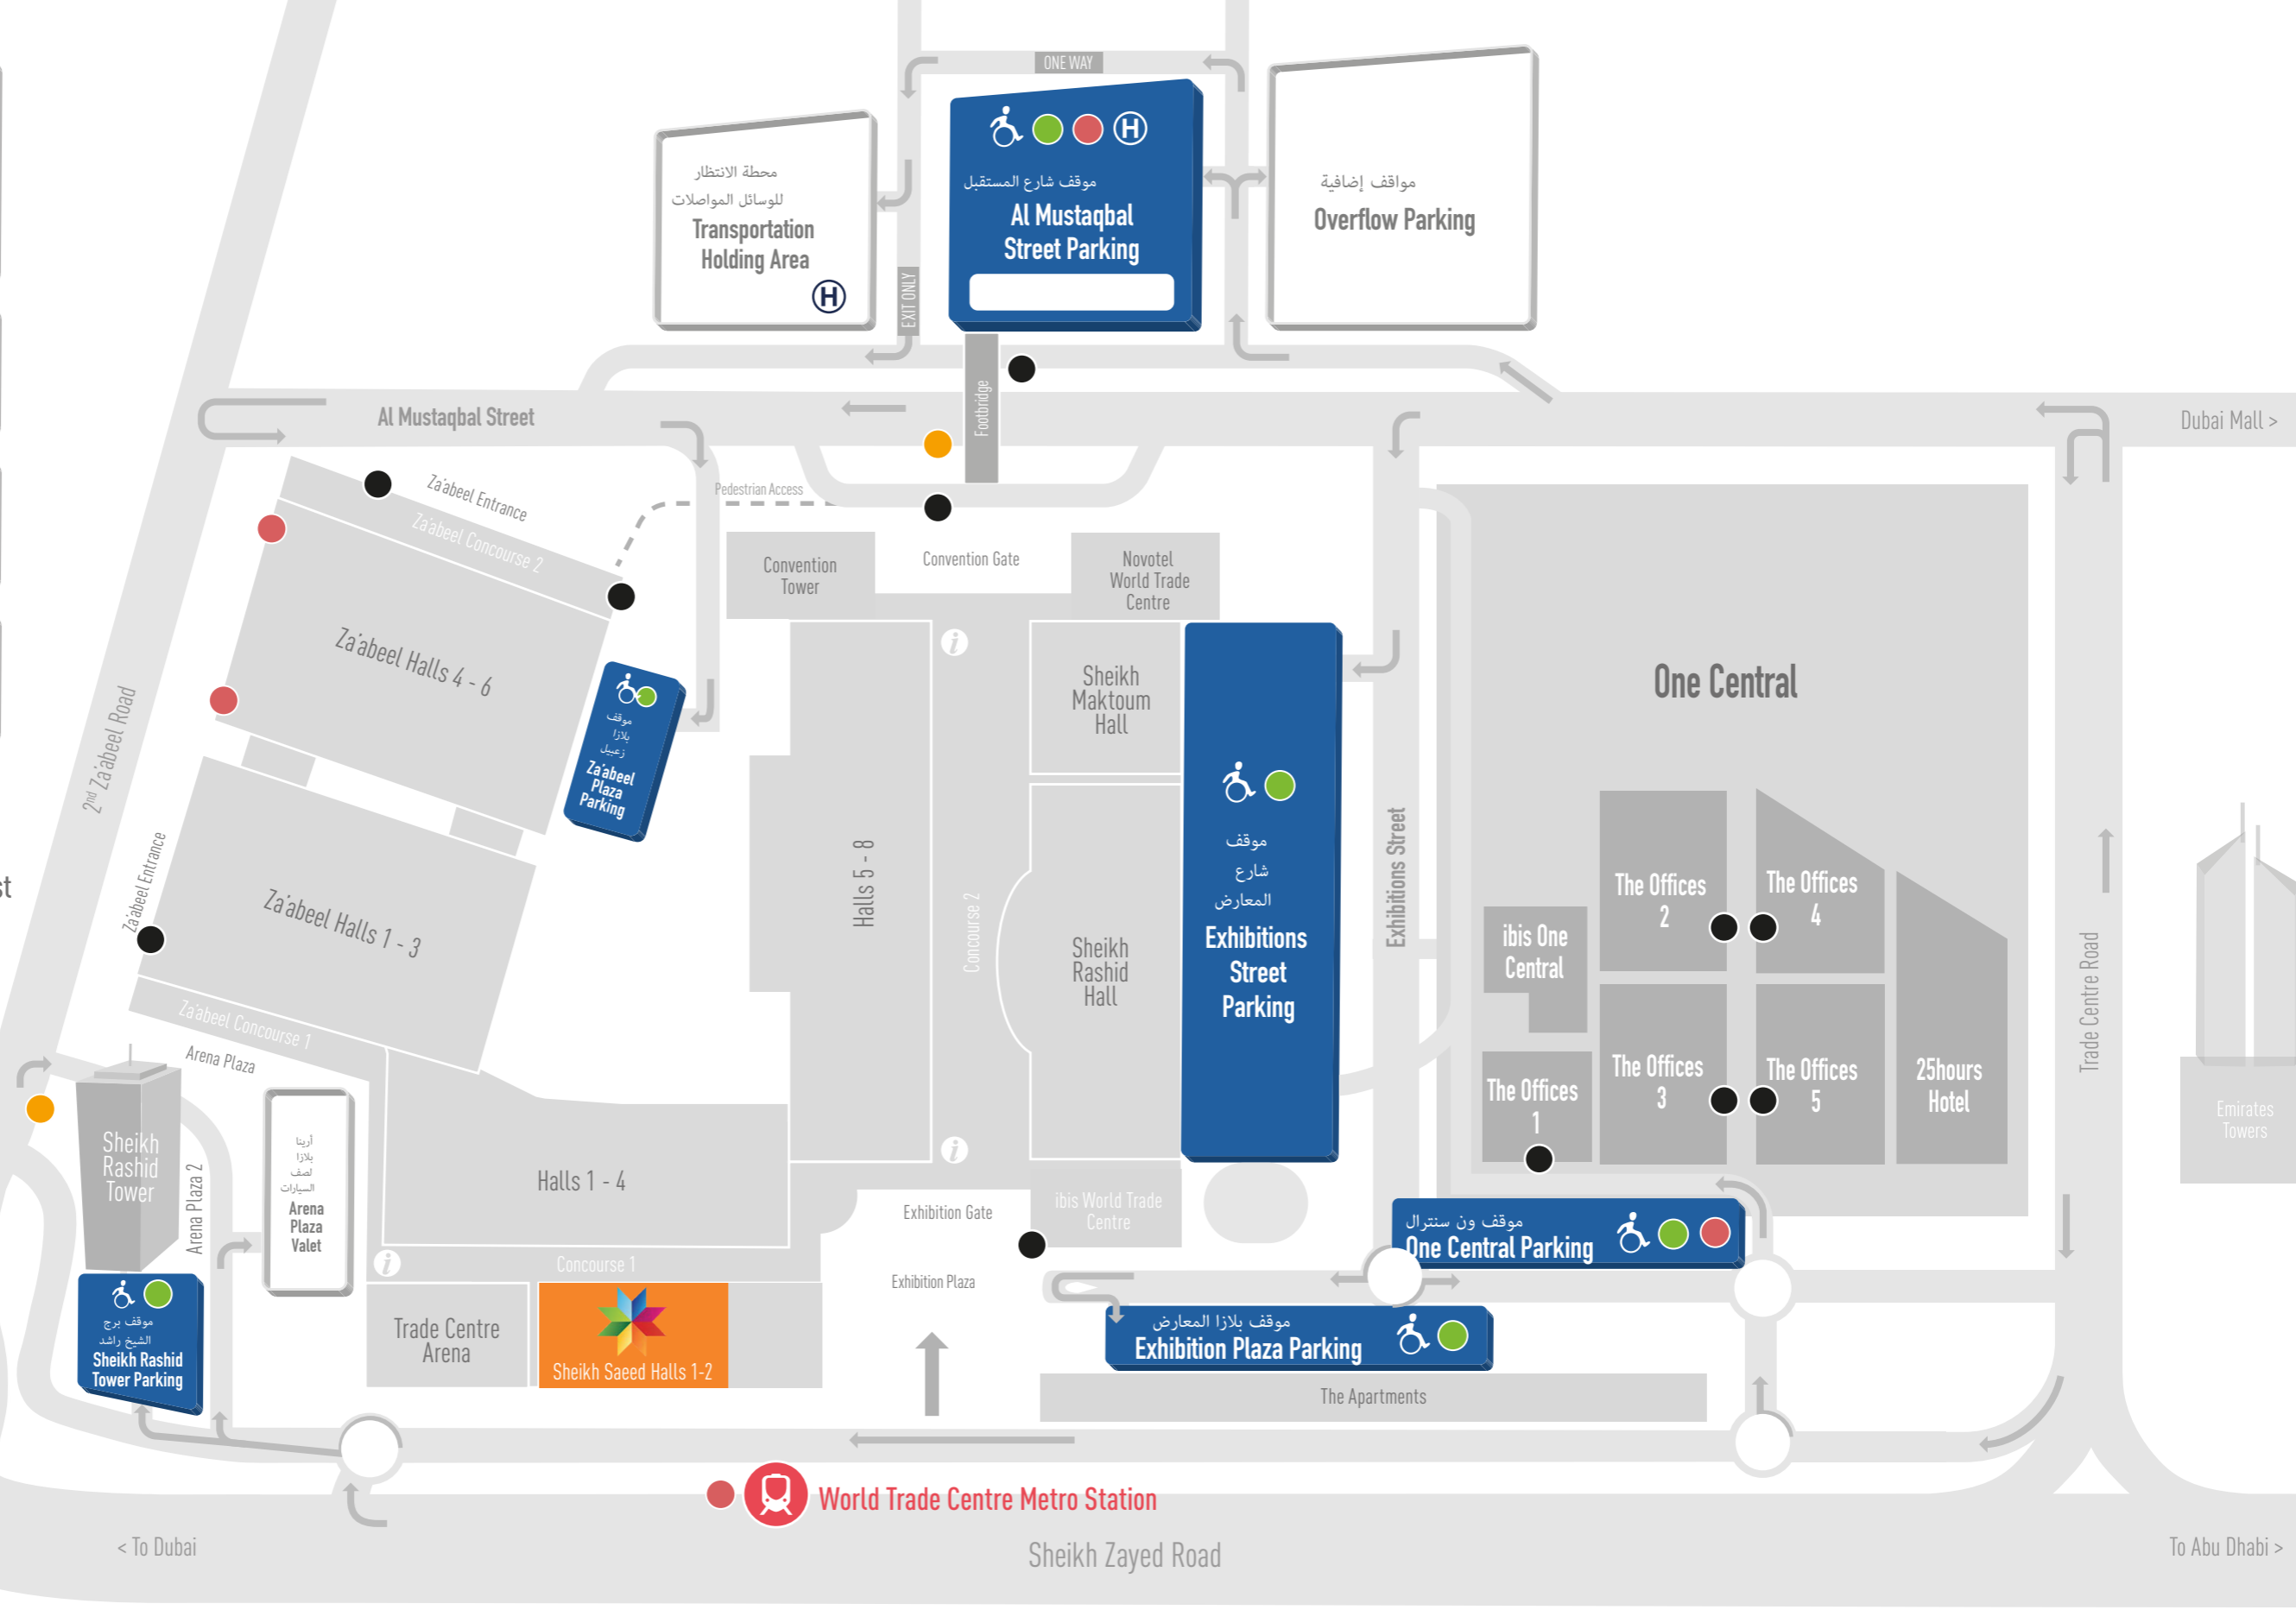 ONE WAY
محطة الانتظار
للوسائل المواصلات
Transportation
Holding Area
H
EXIT ONLY
H
موقف شارع المستقبل
Al Mustaqbal
Street Parking
مواقف إضافية
Overflow Parking
Footbridge
Al Mustaqbal Street
Dubai Mall >
Za'abeel Entrance
Za'abeel Concourse 2
Pedestrian Access
Convention
Tower
Convention Gate
Novotel
World Trade
Centre
Za'abeel Halls 4 - 6
موقف
بلازا
زعبيل
Za'abeel
Plaza
Parking
2nd Za'abeel Road
Za'abeel Entrance
Za'abeel Halls 1 - 3
Za'abeel Concourse 1
Arena Plaza
i
Halls 5 - 8
Concourse 2
Sheikh
Maktoum
Hall
Sheikh
Rashid
Hall
موقف
شارع
المعارض
Exhibitions
Street
Parking
Exhibitions Street
One Central
The Offices
2
The Offices
4
ibis One
Central
The Offices
1
The Offices
3
The Offices
5
25hours
Hotel
Trade Centre Road
Emirates
Towers
st
Sheikh
Rashid
Tower
Arena Plaza 2
أرينا
بلازا
لصف
السيارات
Arena
Plaza
Valet
Halls 1 - 4
i
Exhibition Gate
ibis World Trade
Centre
i
Concourse 1
Exhibition Plaza
موقف ون سنترال
One Central Parking
موقف برج
الشيخ راشد
Sheikh Rashid
Tower Parking
Trade Centre
Arena
Sheikh Saeed Halls 1-2
موقف بلازا المعارض
Exhibition Plaza Parking
The Apartments
World Trade Centre Metro Station
< To Dubai
Sheikh Zayed Road
To Abu Dhabi >